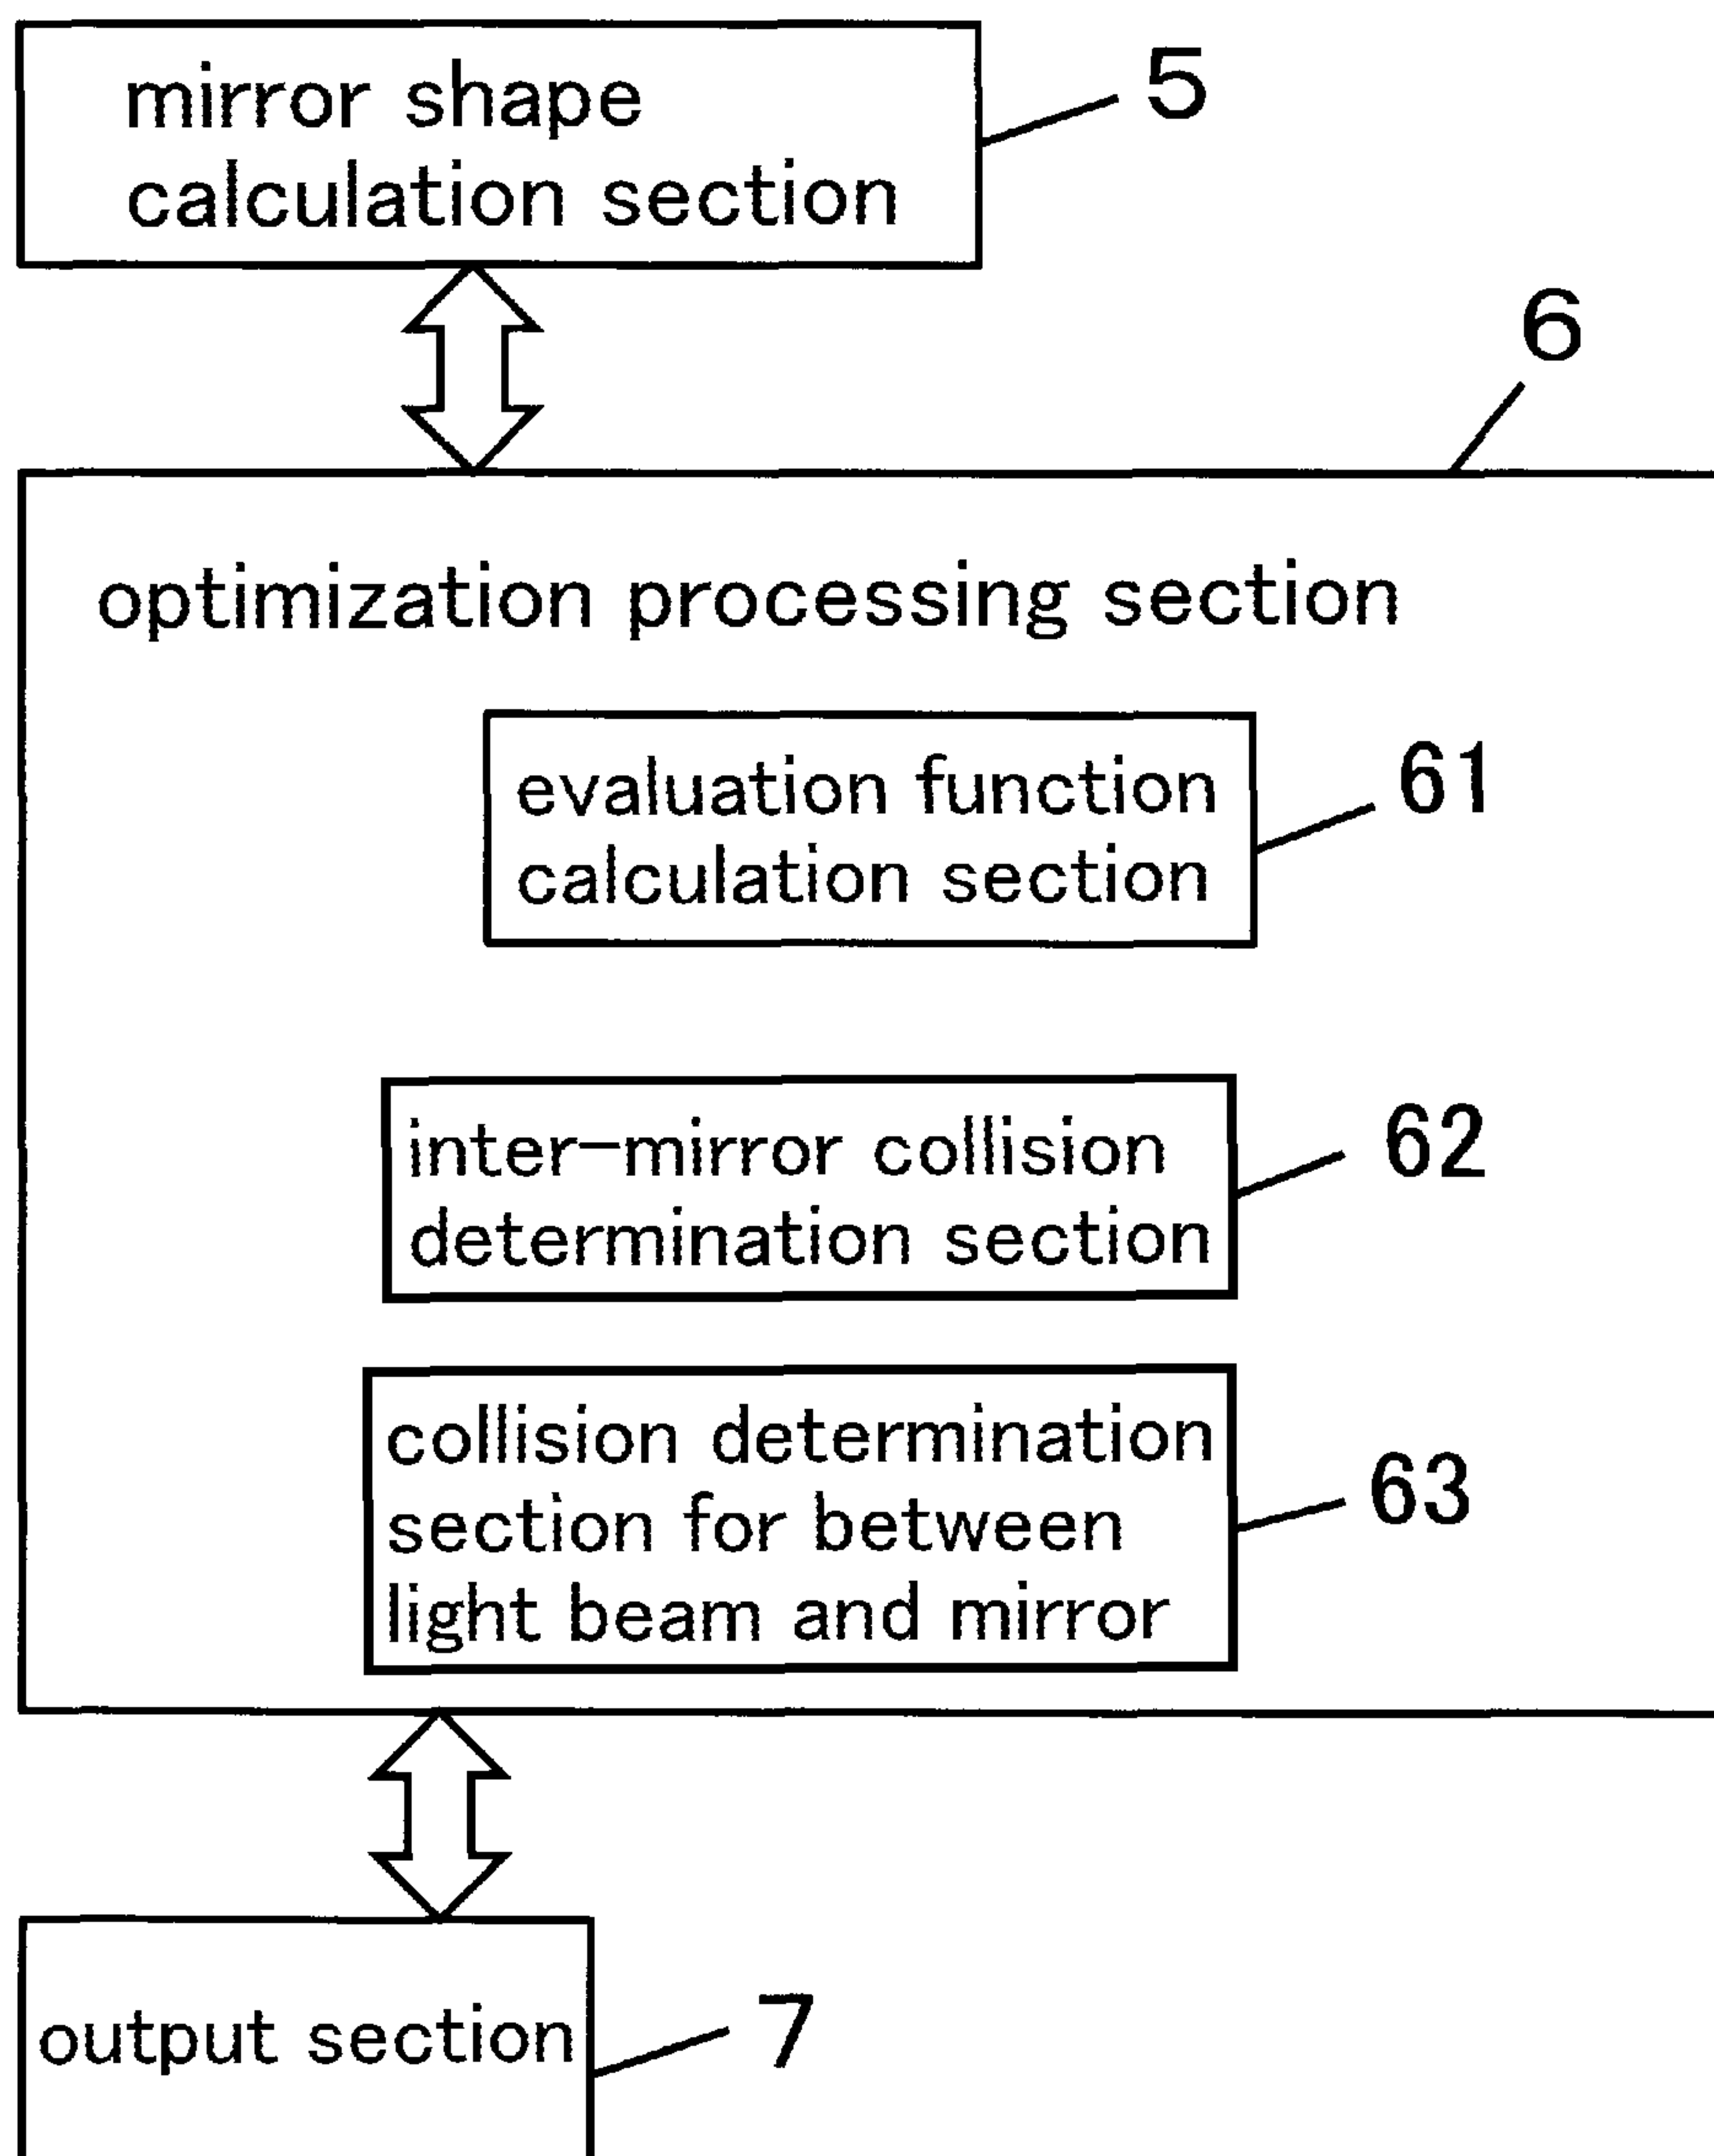 mirror shape
calculation section
5
6
optimization processing section
evaluation function
calculation section
61
inter-mirror collision
determination section
62
collision determination
section for between
light beam and mirror
63
output section
7